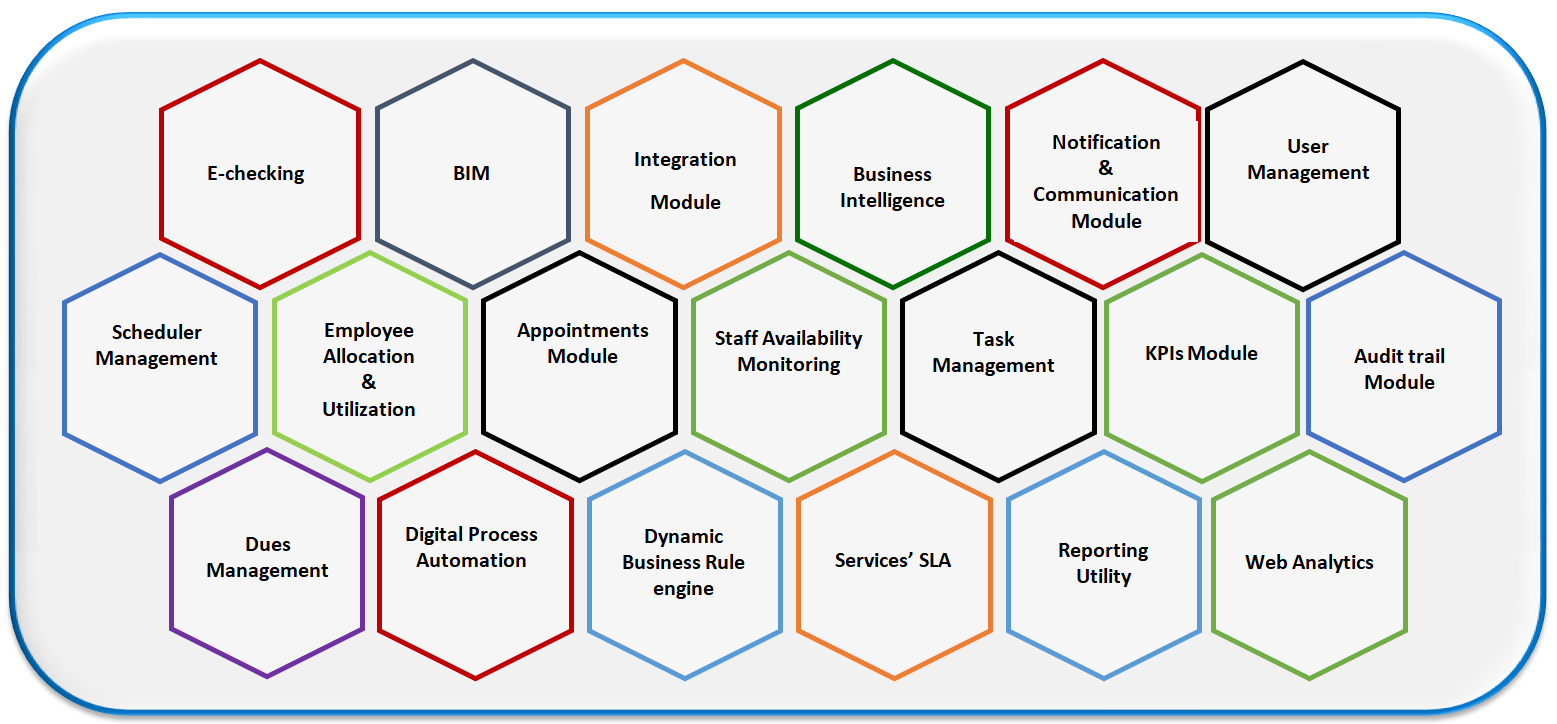 E-checking
BIM
Integration
Module
Business
Intelligence
Notification
&
Communication
Module
User
Management
Scheduler
Management
Employee
Allocation
&
Utilization
Appointments
Module
Staff Availability
Monitoring
Task
Management
KPIs Module
Audit trail
Module
Dues
Management
Digital Process
Automation
Dynamic
Business Rule
engine
Services’ SLA
Reporting
Utility
Web Analytics